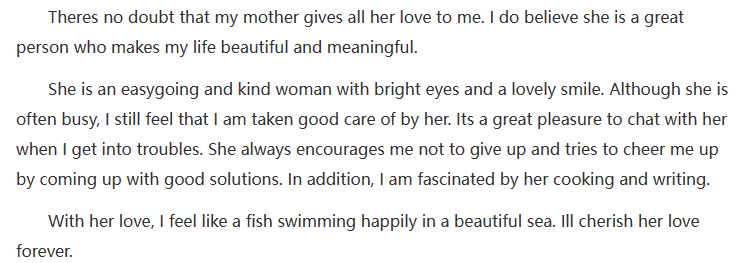 Theres no doubt that my mother gives all her love to me. I do believe she is a great
person who makes my life beautiful and meaningful.
She is an easygoing and kind woman with bright eyes and a lovely smile. Although she is
often busy, I still feel that I am taken good care of by her. Its a great pleasure to chat with her
when I get into troubles. She always encourages me not to give up and tries to cheer me up
by coming up with good solutions. In addition, I am fascinated by her cooking and writing.
With her love, I feel like a fish swimming happily in a beautiful sea. Ill cherish her love
forever.